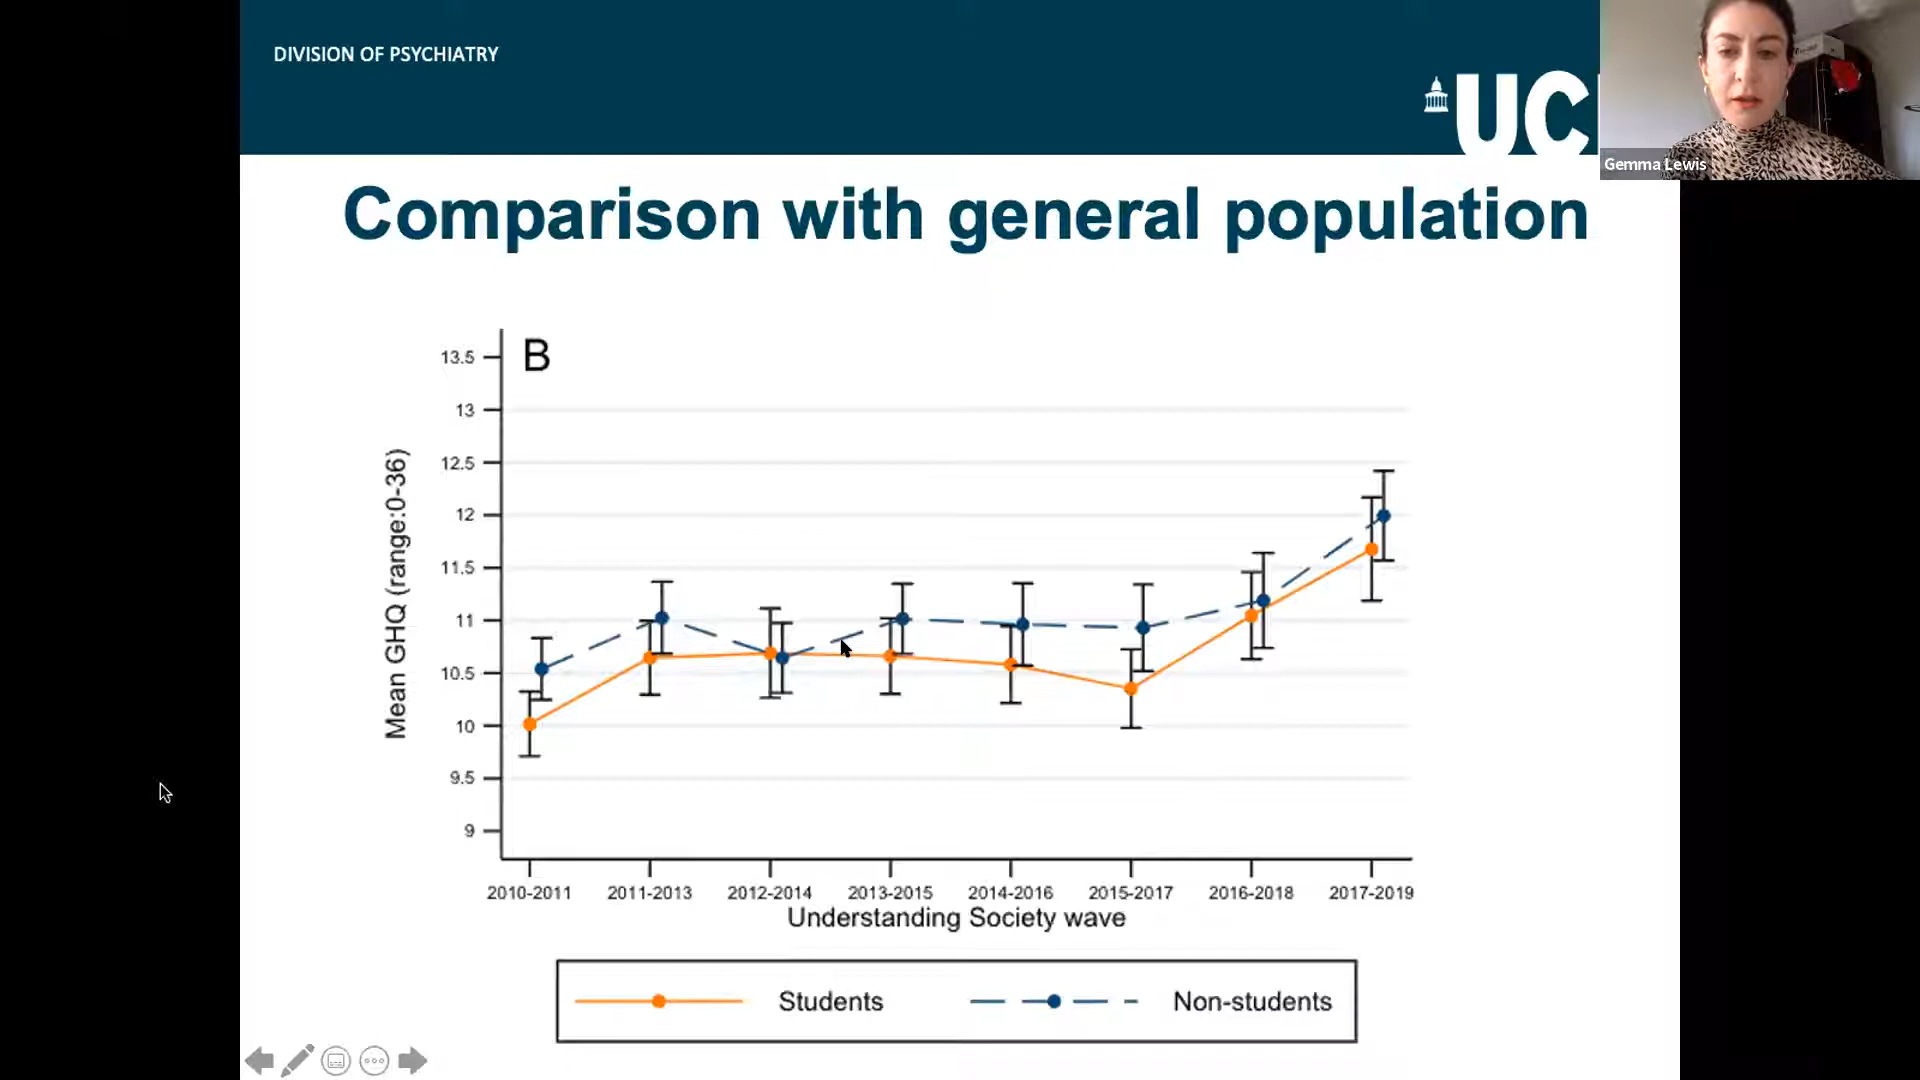 DIVISION OF PSYCHIATRY
UC
Gemma Lewis
Comparison with general population
B
13.5
13
12.5
12
11.5
11
10.5
10
9.5
9
Mean GHQ (range:0-36)
2010-2011 2011-2013 2012-2014 2013-2015 2014-2016 2015-2017 2016-2018 2017-2019
Understanding Society wave
Students Non-students